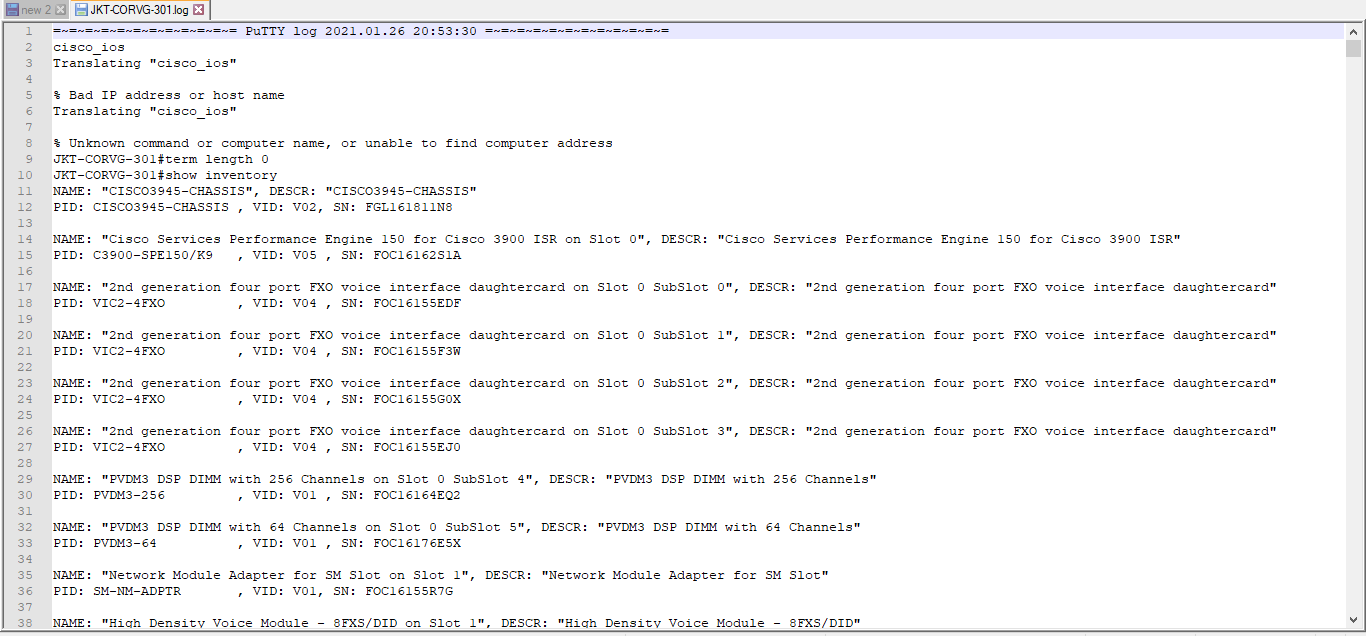 new 2 JKT-CORVG-301.log
1 =~=~=~=~=~=~=~=~=~=~=~= PuTTY log 2021.01.26 20:53:30 =~=~=~=~=~=~=~=~=~=~=~=
2 cisco_ios
3 Translating "cisco_ios"
4
5 % Bad IP address or host name
6 Translating "cisco_ios"
7
8 % Unknown command or computer name, or unable to find computer address
9 JKT-CORVG-301#term length 0
10 JKT-CORVG-301#show inventory
11 NAME: "CISCO3945-CHASSIS", DESCR: "CISCO3945-CHASSIS"
12 PID: CISCO3945-CHASSIS , VID: V02, SN: FGL161811N8
13
14 NAME: "Cisco Services Performance Engine 150 for Cisco 3900 ISR on Slot 0", DESCR: "Cisco Services Performance Engine 150 for Cisco 3900 ISR"
15 PID: C3900-SPE150/K9   , VID: V05 , SN: FOC16162S1A
16
17 NAME: "2nd generation four port FXO voice interface daughtercard on Slot 0 SubSlot 0", DESCR: "2nd generation four port FXO voice interface daughtercard"
18 PID: VIC2-4FXO         , VID: V04 , SN: FOC16155EDF
19
20 NAME: "2nd generation four port FXO voice interface daughtercard on Slot 0 SubSlot 1", DESCR: "2nd generation four port FXO voice interface daughtercard"
21 PID: VIC2-4FXO         , VID: V04 , SN: FOC16155F3W
22
23 NAME: "2nd generation four port FXO voice interface daughtercard on Slot 0 SubSlot 2", DESCR: "2nd generation four port FXO voice interface daughtercard"
24 PID: VIC2-4FXO         , VID: V04 , SN: FOC16155G0X
25
26 NAME: "2nd generation four port FXO voice interface daughtercard on Slot 0 SubSlot 3", DESCR: "2nd generation four port FXO voice interface daughtercard"
27 PID: VIC2-4FXO         , VID: V04 , SN: FOC16155EJ0
28
29 NAME: "PVDM3 DSP DIMM with 256 Channels on Slot 0 SubSlot 4", DESCR: "PVDM3 DSP DIMM with 256 Channels"
30 PID: PVDM3-256         , VID: V01 , SN: FOC16164EQ2
31
32 NAME: "PVDM3 DSP DIMM with 64 Channels on Slot 0 SubSlot 5", DESCR: "PVDM3 DSP DIMM with 64 Channels"
33 PID: PVDM3-64          , VID: V01 , SN: FOC16176E5X
34
35 NAME: "Network Module Adapter for SM Slot on Slot 1", DESCR: "Network Module Adapter for SM Slot"
36 PID: SM-NM-ADPTR       , VID: V01, SN: FOC16155R7G
37
38 NAME: "High Density Voice Module - 8FXS/DID on Slot 1", DESCR: "High Density Voice Module - 8FXS/DID"